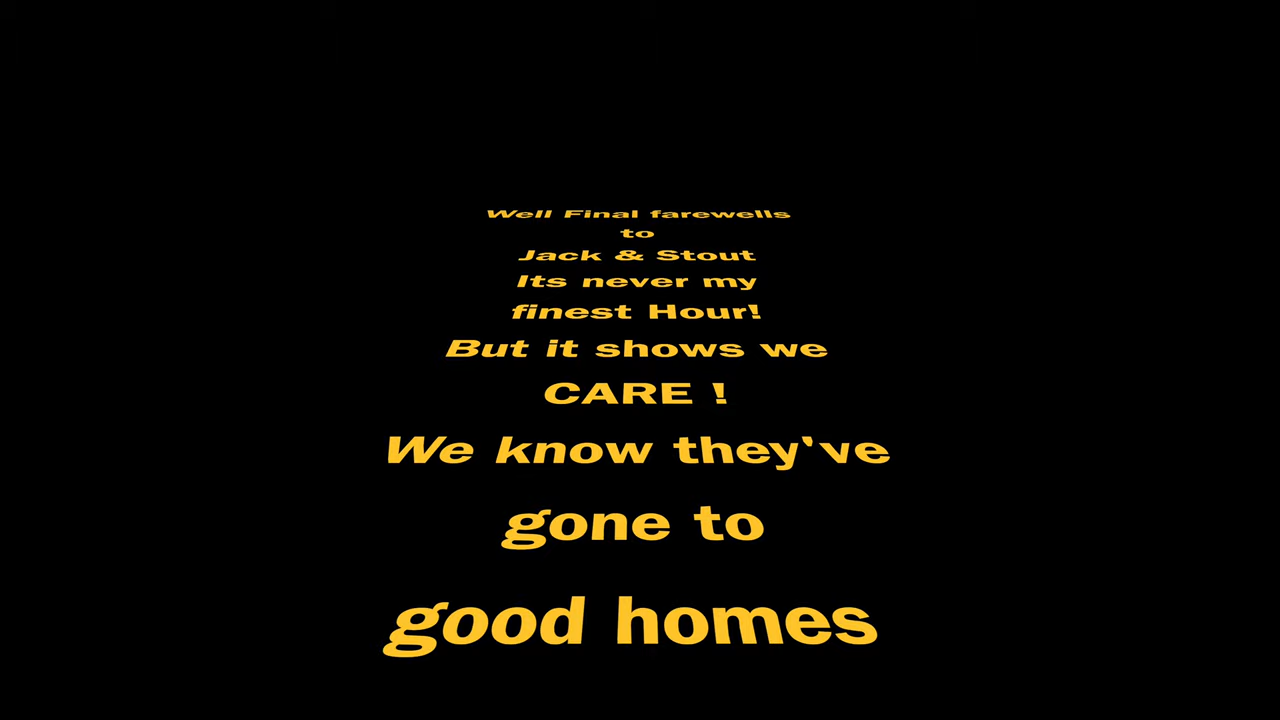 Well Final farewells
to
Jack & Stout
Its never my
finest Hour!
But it shows we
CARE !
We know they've
gone to
good homes